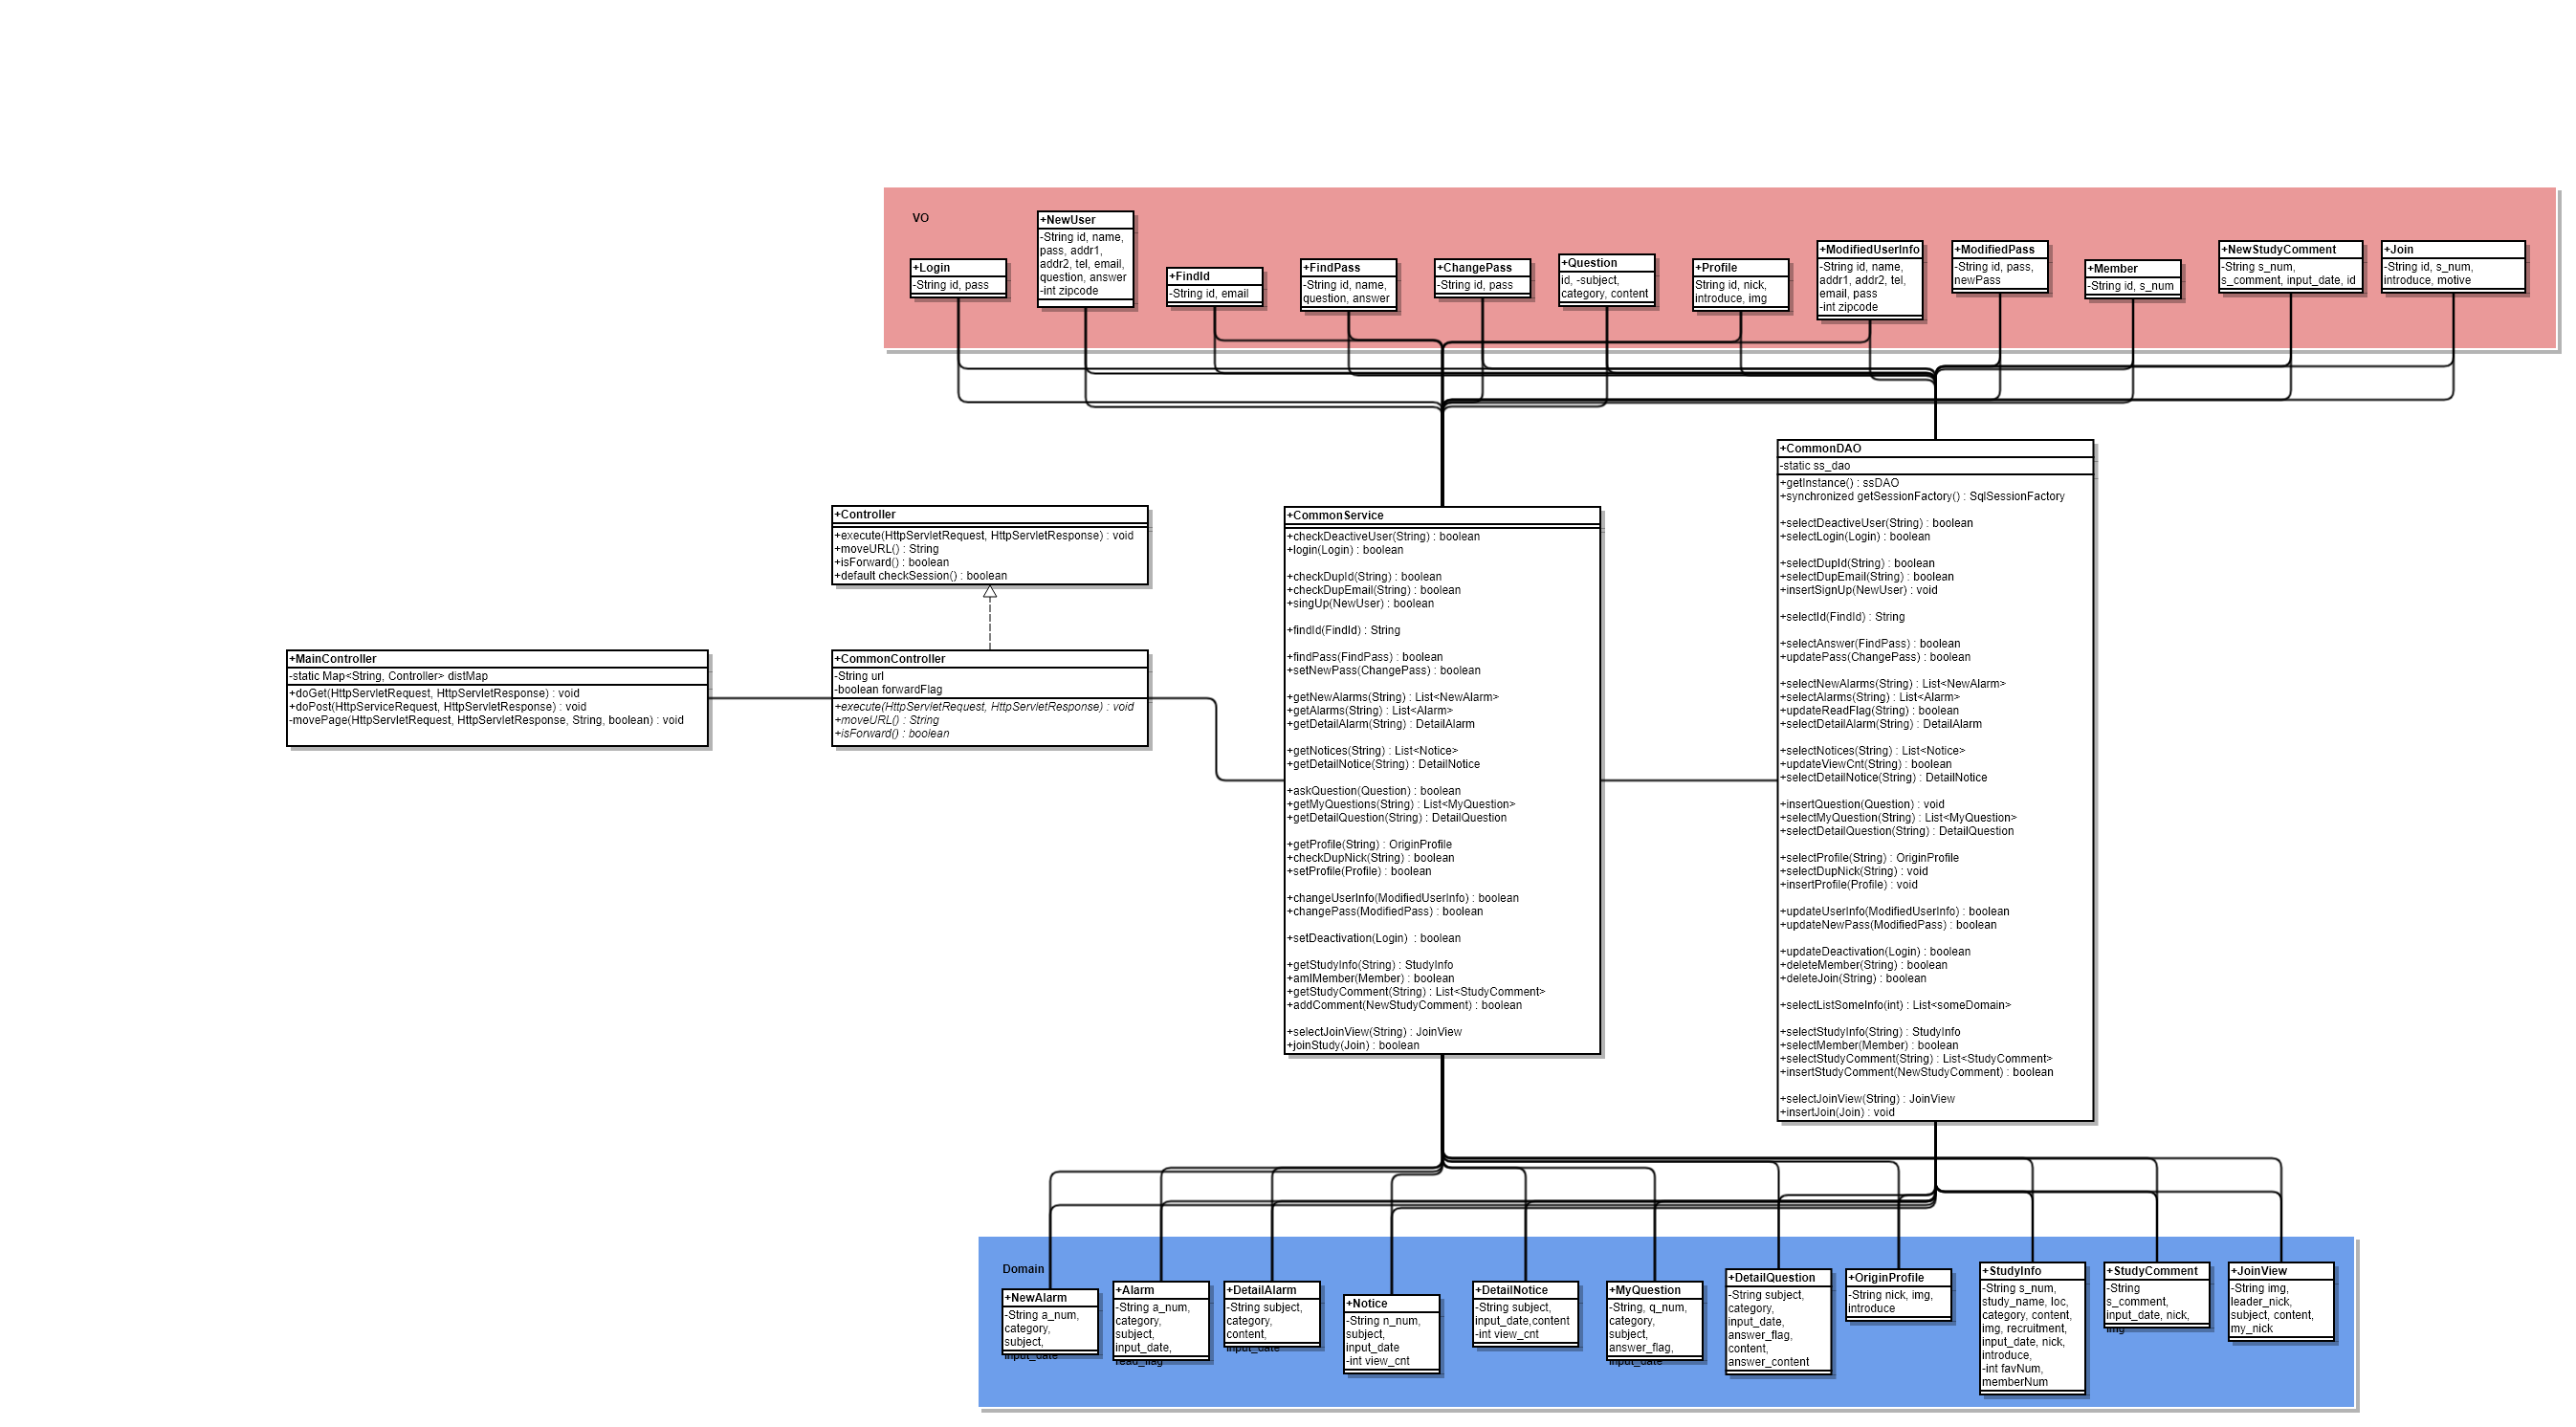 VO
+Login
-String id, pass
+NewUser
-String id, name,
pass, addr1,
addr2, tel, email,
question, answer
-int zipcode
+FindId
-String id, email
+FindPass
-String id, name,
question, answer
+ChangePass
-String id, pass
+Question
id, -subject,
category, content
+Profile
String id, nick,
introduce, img
+ModifiedUserInfo
-String id, name,
addr1, addr2, tel,
email, pass
-int zipcode
+ModifiedPass
-String id, pass,
newPass
+Member
-String id, s_num
+NewStudyComment
-String s_num,
s_comment, input_date, id
+Join
-String id, s_num,
introduce, motive
+MainController
-static Map<String, Controller> distMap
+doGet(HttpServletRequest, HttpServletResponse) : void
+doPost(HttpServiceRequest, HttpServletResponse) : void
-movePage(HttpServletRequest, HttpServletResponse, String, boolean) : void
+Controller
+execute(HttpServletRequest, HttpServletResponse) : void
+moveURL() : String
+isForward() : boolean
+default checkSession() : boolean
+CommonController
-String url
-boolean forwardFlag
+execute(HttpServletRequest, HttpServletResponse) : void
+moveURL() : String
+isForward() : boolean
+CommonService
+checkDeactiveUser(String) : boolean
+login(Login) : boolean
+checkDupId(String) : boolean
+checkDupEmail(String) : boolean
+singUp(NewUser) : boolean
+findId(FindId) : String
+findPass(FindPass) : boolean
+setNewPass(ChangePass) : boolean
+getNewAlarms(String) : List<NewAlarm>
+getAlarms(String) : List<Alarm>
+getDetailAlarm(String) : DetailAlarm
+getNotices(String) : List<Notice>
+getDetailNotice(String) : DetailNotice
+askQuestion(Question) : boolean
+getMyQuestions(String) : List<MyQuestion>
+getDetailQuestion(String) : DetailQuestion
+getProfile(String) : OriginProfile
+checkDupNick(String) : boolean
+setProfile(Profile) : boolean
+changeUserInfo(ModifiedUserInfo) : boolean
+changePass(ModifiedPass) : boolean
+setDeactivation(Login)  : boolean
+getStudyInfo(String) : StudyInfo
+amIMember(Member) : boolean
+getStudyComment(String) : List<StudyComment>
+addComment(NewStudyComment) : boolean
+selectJoinView(String) : JoinView
+joinStudy(Join) : boolean
+CommonDAO
-static ss_dao
+getInstance() : ssDAO
+synchronized getSessionFactory() : SqlSessionFactory
+selectDeactiveUser(String) : boolean
+selectLogin(Login) : boolean
+selectDupId(String) : boolean
+selectDupEmail(String) : boolean
+insertSignUp(NewUser) : void
+selectId(FindId) : String
+selectAnswer(FindPass) : boolean
+updatePass(ChangePass) : boolean
+selectNewAlarms(String) : List<NewAlarm>
+selectAlarms(String) : List<Alarm>
+updateReadFlag(String) : boolean
+selectDetailAlarm(String) : DetailAlarm
+selectNotices(String) : List<Notice>
+updateViewCnt(String) : boolean
+selectDetailNotice(String) : DetailNotice
+insertQuestion(Question) : void
+selectMyQuestion(String) : List<MyQuestion>
+selectDetailQuestion(String) : DetailQuestion
+selectProfile(String) : OriginProfile
+selectDupNick(String) : void
+insertProfile(Profile) : void
+updateUserInfo(ModifiedUserInfo) : boolean
+updateNewPass(ModifiedPass) : boolean
+updateDeactivation(Login) : boolean
+deleteMember(String) : boolean
+deleteJoin(String) : boolean
+selectListSomeInfo(int) : List<someDomain>
+selectStudyInfo(String) : StudyInfo
+selectMember(Member) : boolean
+selectStudyComment(String) : List<StudyComment>
+insertStudyComment(NewStudyComment) : boolean
+selectJoinView(String) : JoinView
+insertJoin(Join) : void
Domain
+NewAlarm
-String a_num,
category,
subject,
input_date
+Alarm
-String a_num,
category,
subject,
input_date,
read_flag
+DetailAlarm
-String subject,
category,
content,
input_date
+Notice
-String n_num,
subject,
input_date
-int view_cnt
+DetailNotice
-String subject,
input_date,content
-int view_cnt
+MyQuestion
-String, q_num,
category,
subject,
answer_flag,
input_date
+DetailQuestion
-String subject,
category,
input_date,
answer_flag,
content,
answer_content
+OriginProfile
-String nick, img,
introduce
+StudyInfo
-String s_num,
study_name, loc,
category, content,
img, recruitment,
input_date, nick,
introduce,
-int favNum,
memberNum
+StudyComment
-String
s_comment,
input_date, nick,
img
+JoinView
-String img,
leader_nick,
subject, content,
my_nick